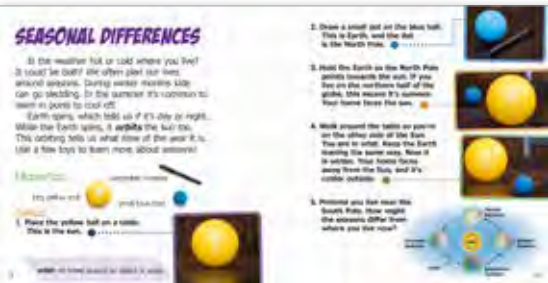 SEASONAL DIFFERENCES
Is the weather hot or cold where you live?
It could be both! We often plan our lives
around seasons. During winter months kids
can go sledding. In the summer it's common to
swim in pools to cool off.
Earth spins, which tells us if it's day or night.
While the Earth spins, it orbits the sun too.
This orbiting tells us what time of the year it is.
Use a few toys to learn more about seasons!
Materials:
big yellow ball
small blue ball
1. Place the yellow ball on a table.
This is the sun.
2. Draw a small dot on the blue ball.
This is Earth, and the dot
is the North Pole.
3. Hold the Earth so the North Pole
points towards the sun. If you
live on the northern half of the
globe, this means it's summer.
Your home faces the sun.
4. Walk around the table so you're
on the other side of the Sun.
Keep the Earth
leaning the same way. Now it
is winter. Your home faces
away from the Sun, and it's
colder outside.
5. Pretend you live near the
South Pole. How might
the seasons differ from
where you live now?